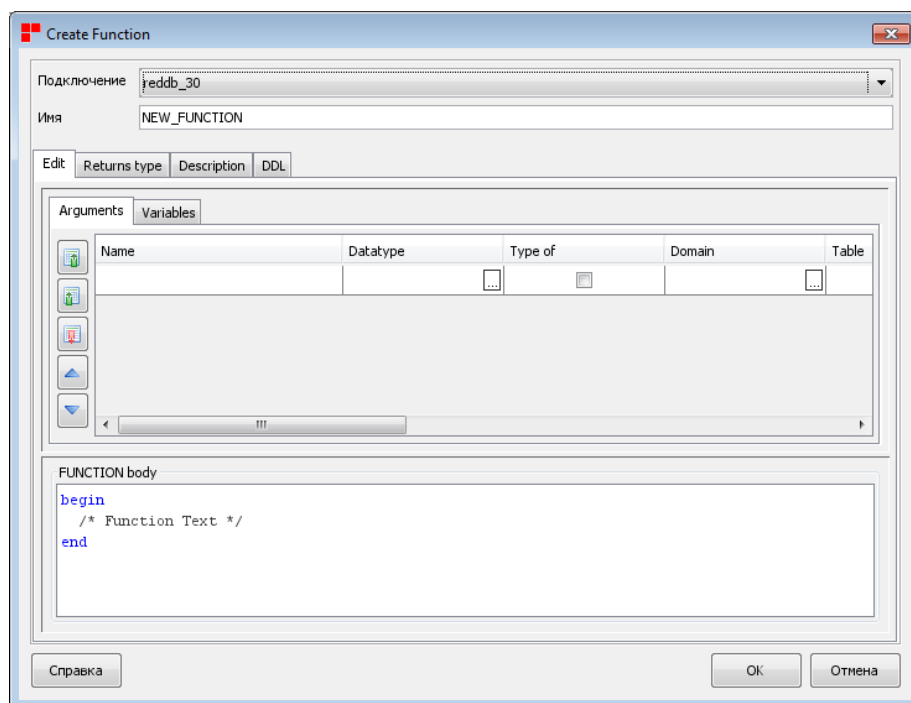 Create Function
Подключение reddb_30
Имя NEW_FUNCTION
Edit Returns type Description DDL
Arguments Variables
Name Datatype Type of Domain Table
... ...
FUNCTION body
begin
/* Function Text */
end
Справка OK Отмена